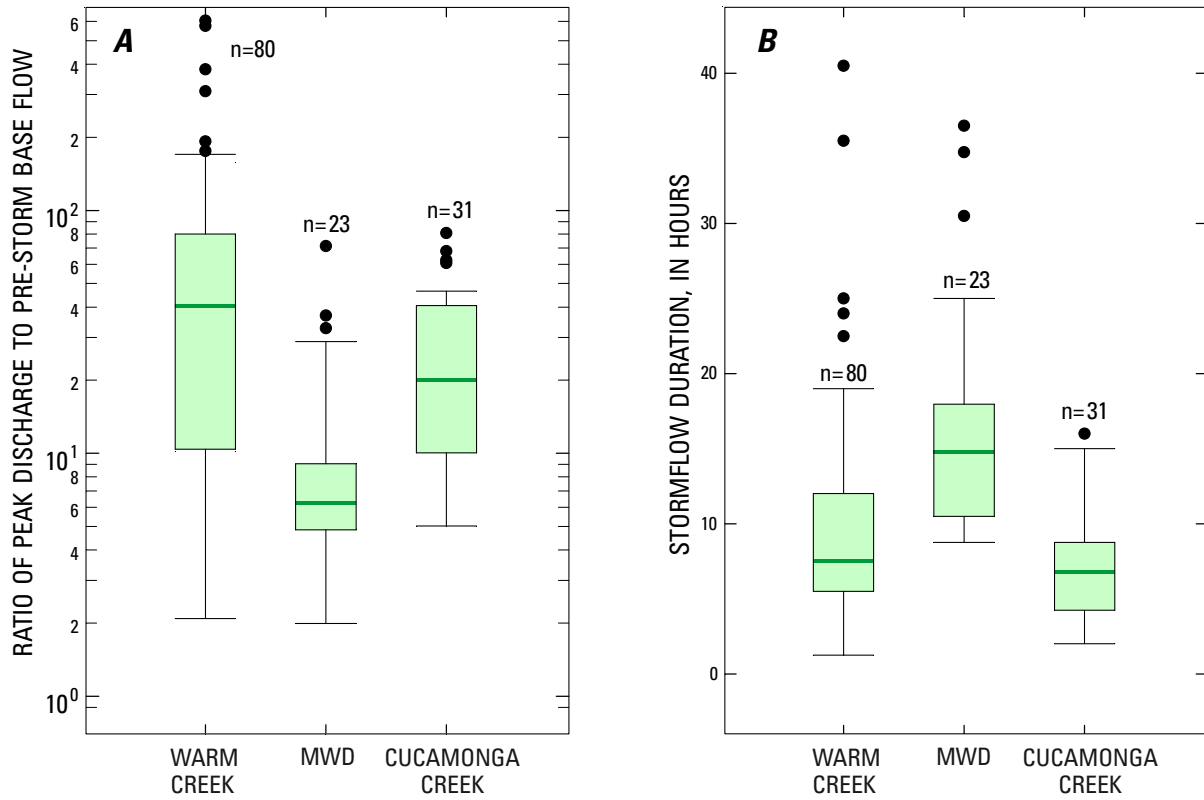 A
RATIO OF PEAK DISCHARGE TO PRE-STORM BASE FLOW
6
4
2
10²
8
6
4
2
10¹
8
6
4
2
10⁰
n=80
n=23
n=31
WARM CREEK
MWD
CUCAMONGA CREEK
B
STORMFLOW DURATION, IN HOURS
40
30
20
10
0
n=80
n=23
n=31
WARM CREEK
MWD
CUCAMONGA CREEK